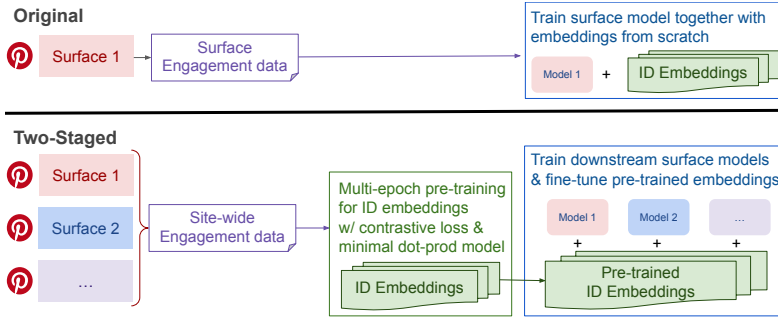 Original
Surface 1
Surface
Engagement data
Train surface model together with
embeddings from scratch
Model 1
+
ID Embeddings
Two-Staged
Surface 1
Surface 2
...
Site-wide
Engagement data
Multi-epoch pre-training
for ID embeddings
w/ contrastive loss &
minimal dot-prod model
ID Embeddings
Train downstream surface models
& fine-tune pre-trained embeddings
Model 1
Model 2
...
+ + +
Pre-trained
ID Embeddings